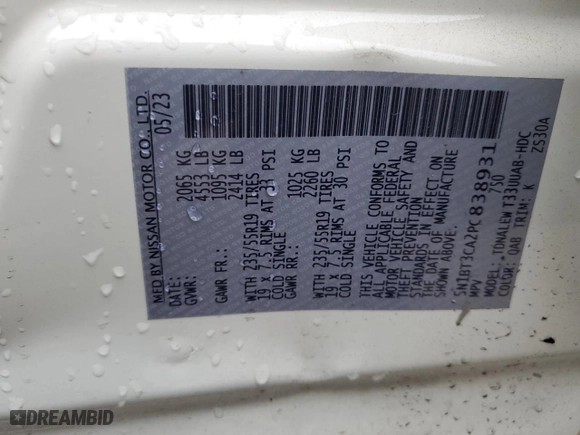 MFD BY NISSAN MOTOR CO., LTD.
DATE: 05/23
GVWR: 2065 KG
4553 LB
GAWR FR.: 1095 KG
2414 LB
WITH 235/55R19 TIRES
19 x 7.5 RIMS AT 33 PSI
COLD SINGLE
GAWR RR.: 1025 KG
2260 LB
WITH 235/55R19 TIRES
19 x 7.5 RIMS AT 30 PSI
COLD SINGLE
THIS VEHICLE CONFORMS TO
ALL APPLICABLE FEDERAL
MOTOR VEHICLE SAFETY AND
THEFT PREVENTION
STANDARDS IN EFFECT ON
THE DATE OF MANUFACTURE
SHOWN ABOVE.
5N1BT3CA2PC838931
MPV 750
MODEL:
COLOR: QAB TRIM: K Z530A
DREAMBID